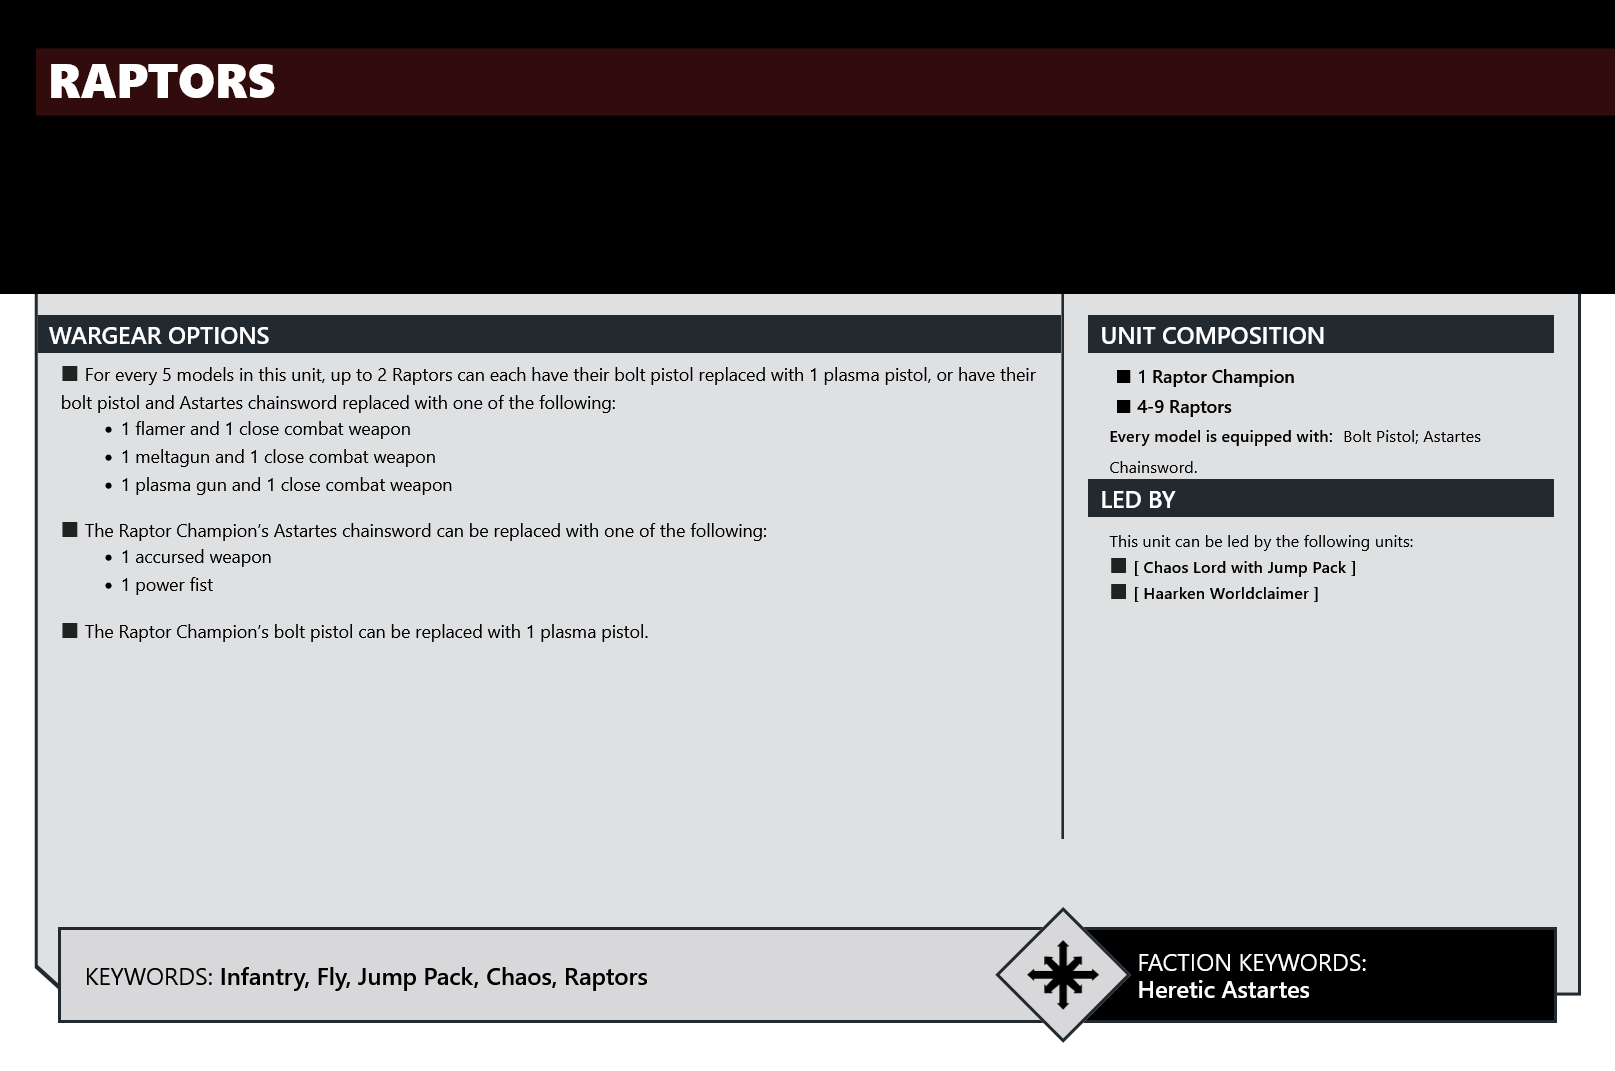 RAPTORS
WARGEAR OPTIONS
■ For every 5 models in this unit, up to 2 Raptors can each have their bolt pistol replaced with 1 plasma pistol, or have their
bolt pistol and Astartes chainsword replaced with one of the following:
• 1 flamer and 1 close combat weapon
• 1 meltagun and 1 close combat weapon
• 1 plasma gun and 1 close combat weapon
■ The Raptor Champion’s Astartes chainsword can be replaced with one of the following:
• 1 accursed weapon
• 1 power fist
■ The Raptor Champion’s bolt pistol can be replaced with 1 plasma pistol.
UNIT COMPOSITION
■ 1 Raptor Champion
■ 4-9 Raptors
Every model is equipped with: Bolt Pistol; Astartes
Chainsword.
LED BY
This unit can be led by the following units:
■ [ Chaos Lord with Jump Pack ]
■ [ Haarken Worldclaimer ]
KEYWORDS: Infantry, Fly, Jump Pack, Chaos, Raptors
FACTION KEYWORDS:
Heretic Astartes